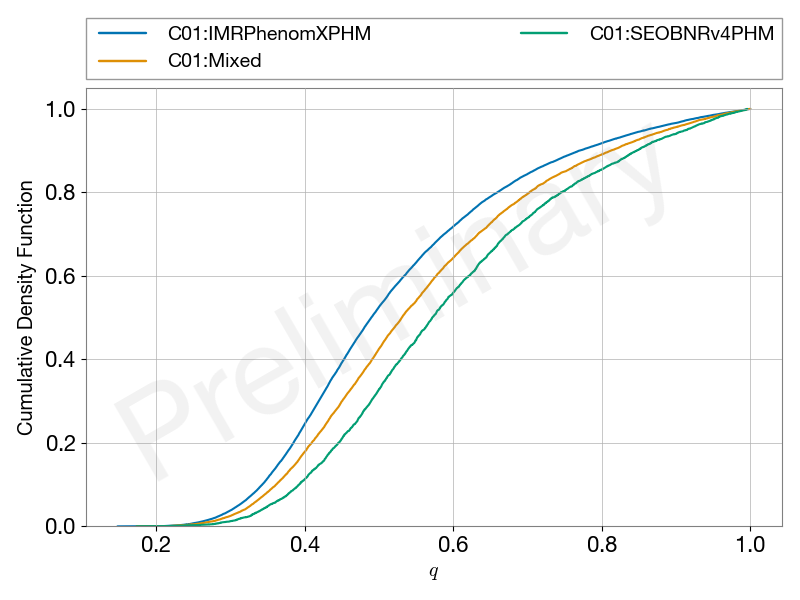 C01:IMRPhenomXPHM
C01:Mixed
C01:SEOBNRv4PHM
1.0
0.8
0.6
0.4
0.2
0.0
Cumulative Density Function
Preliminary
0.2 0.4 0.6 0.8 1.0
q